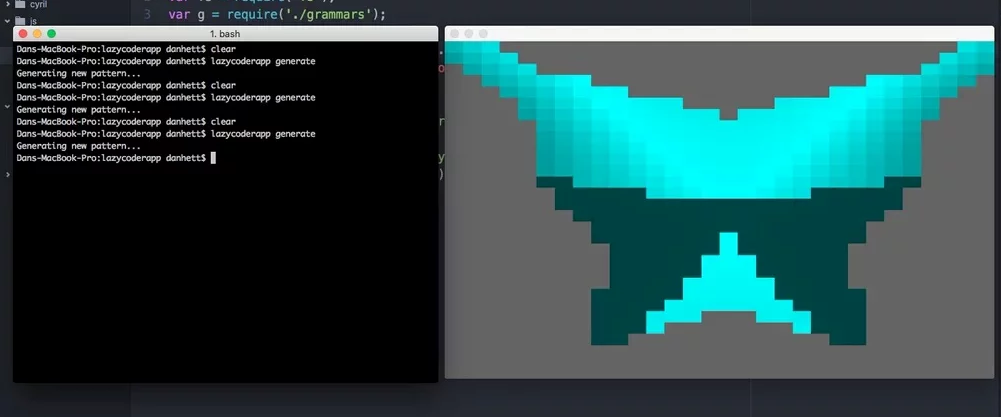 cyril
js
3 var g = require('./grammars');
1. bash
Dans-MacBook-Pro:lazycoderapp danhett$ clear
Dans-MacBook-Pro:lazycoderapp danhett$ lazycoderapp generate
Generating new pattern...
Dans-MacBook-Pro:lazycoderapp danhett$ clear
Dans-MacBook-Pro:lazycoderapp danhett$ lazycoderapp generate
Generating new pattern...
Dans-MacBook-Pro:lazycoderapp danhett$ clear
Dans-MacBook-Pro:lazycoderapp danhett$ lazycoderapp generate
Generating new pattern...
Dans-MacBook-Pro:lazycoderapp danhett$